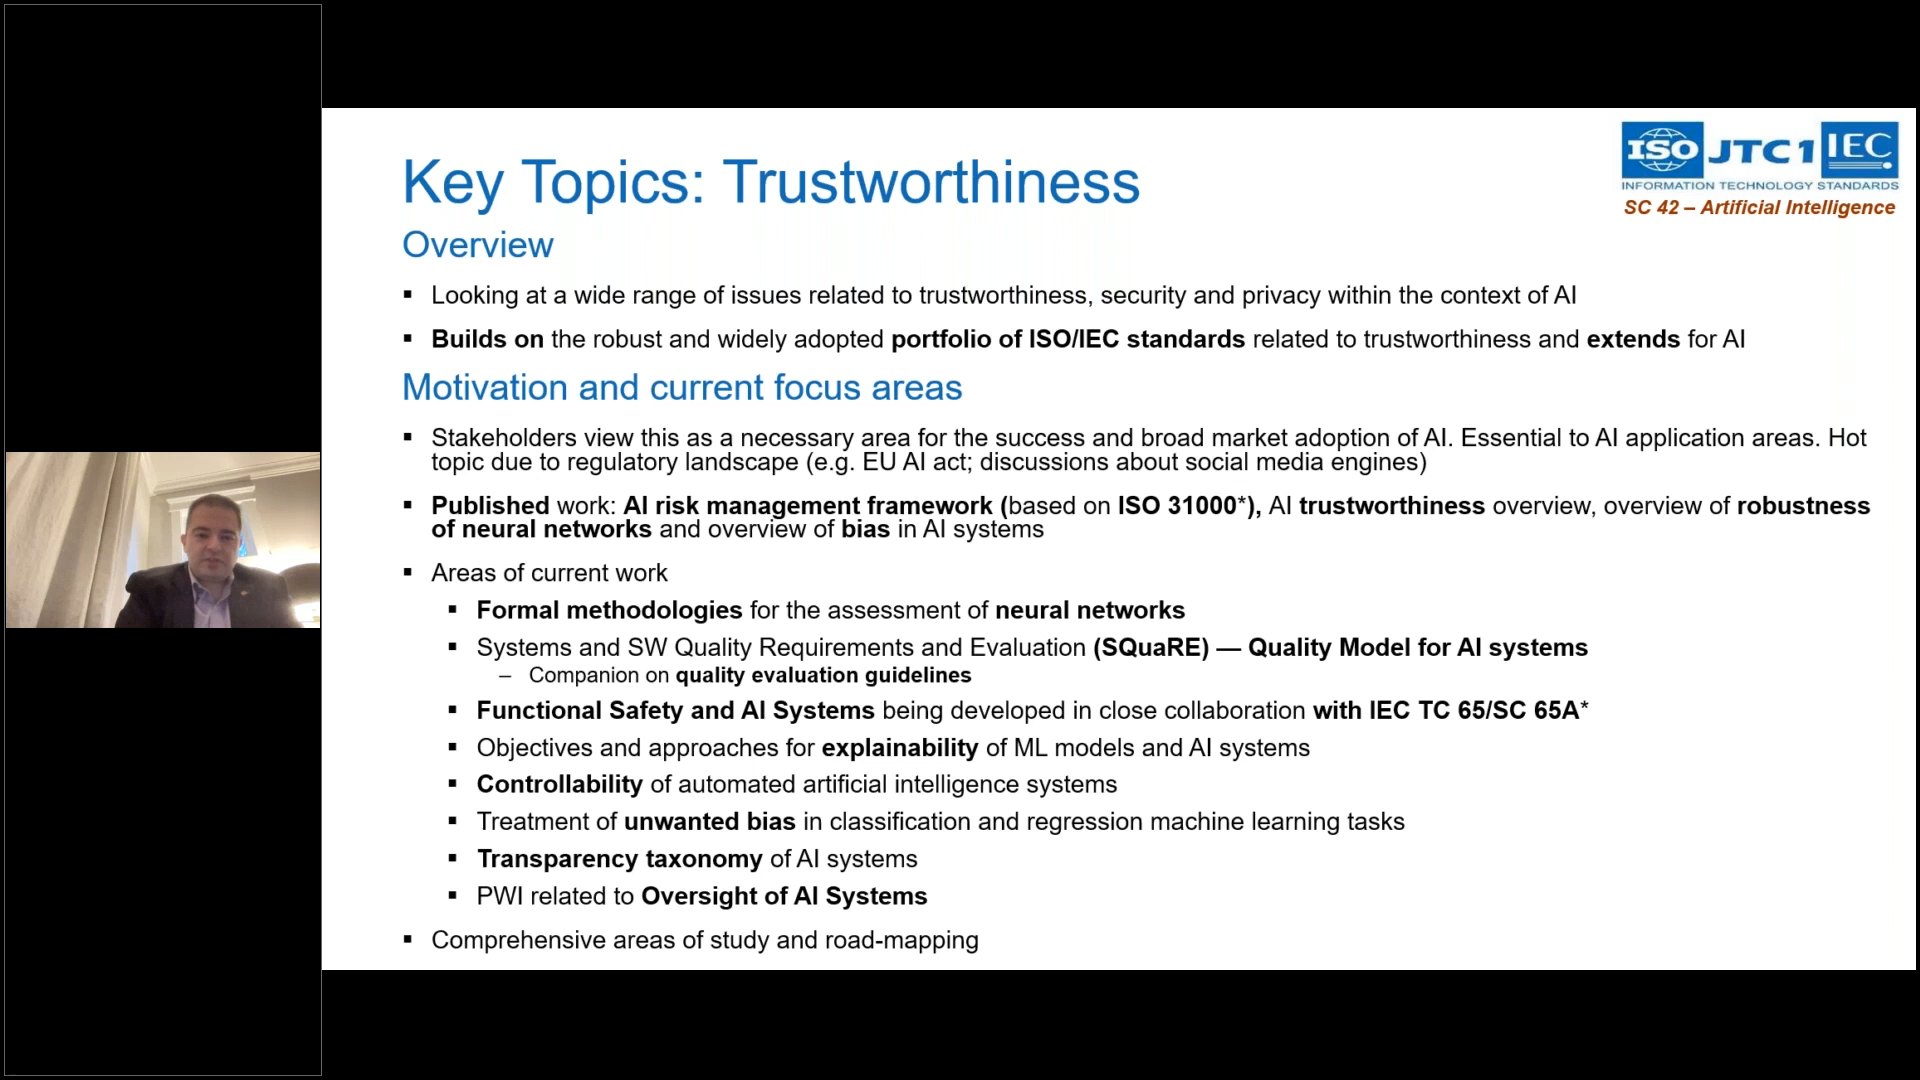 ISO JTC 1 IEC
INFORMATION TECHNOLOGY STANDARDS
SC 42 – Artificial Intelligence
Key Topics: Trustworthiness
Overview
▪ Looking at a wide range of issues related to trustworthiness, security and privacy within the context of AI
▪ Builds on the robust and widely adopted portfolio of ISO/IEC standards related to trustworthiness and extends for AI
Motivation and current focus areas
▪ Stakeholders view this as a necessary area for the success and broad market adoption of AI. Essential to AI application areas. Hot
topic due to regulatory landscape (e.g. EU AI act; discussions about social media engines)
▪ Published work: AI risk management framework (based on ISO 31000*), AI trustworthiness overview, overview of robustness
of neural networks and overview of bias in AI systems
▪ Areas of current work
▪ Formal methodologies for the assessment of neural networks
▪ Systems and SW Quality Requirements and Evaluation (SQuaRE) — Quality Model for AI systems
– Companion on quality evaluation guidelines
▪ Functional Safety and AI Systems being developed in close collaboration with IEC TC 65/SC 65A*
▪ Objectives and approaches for explainability of ML models and AI systems
▪ Controllability of automated artificial intelligence systems
▪ Treatment of unwanted bias in classification and regression machine learning tasks
▪ Transparency taxonomy of AI systems
▪ PWI related to Oversight of AI Systems
▪ Comprehensive areas of study and road-mapping